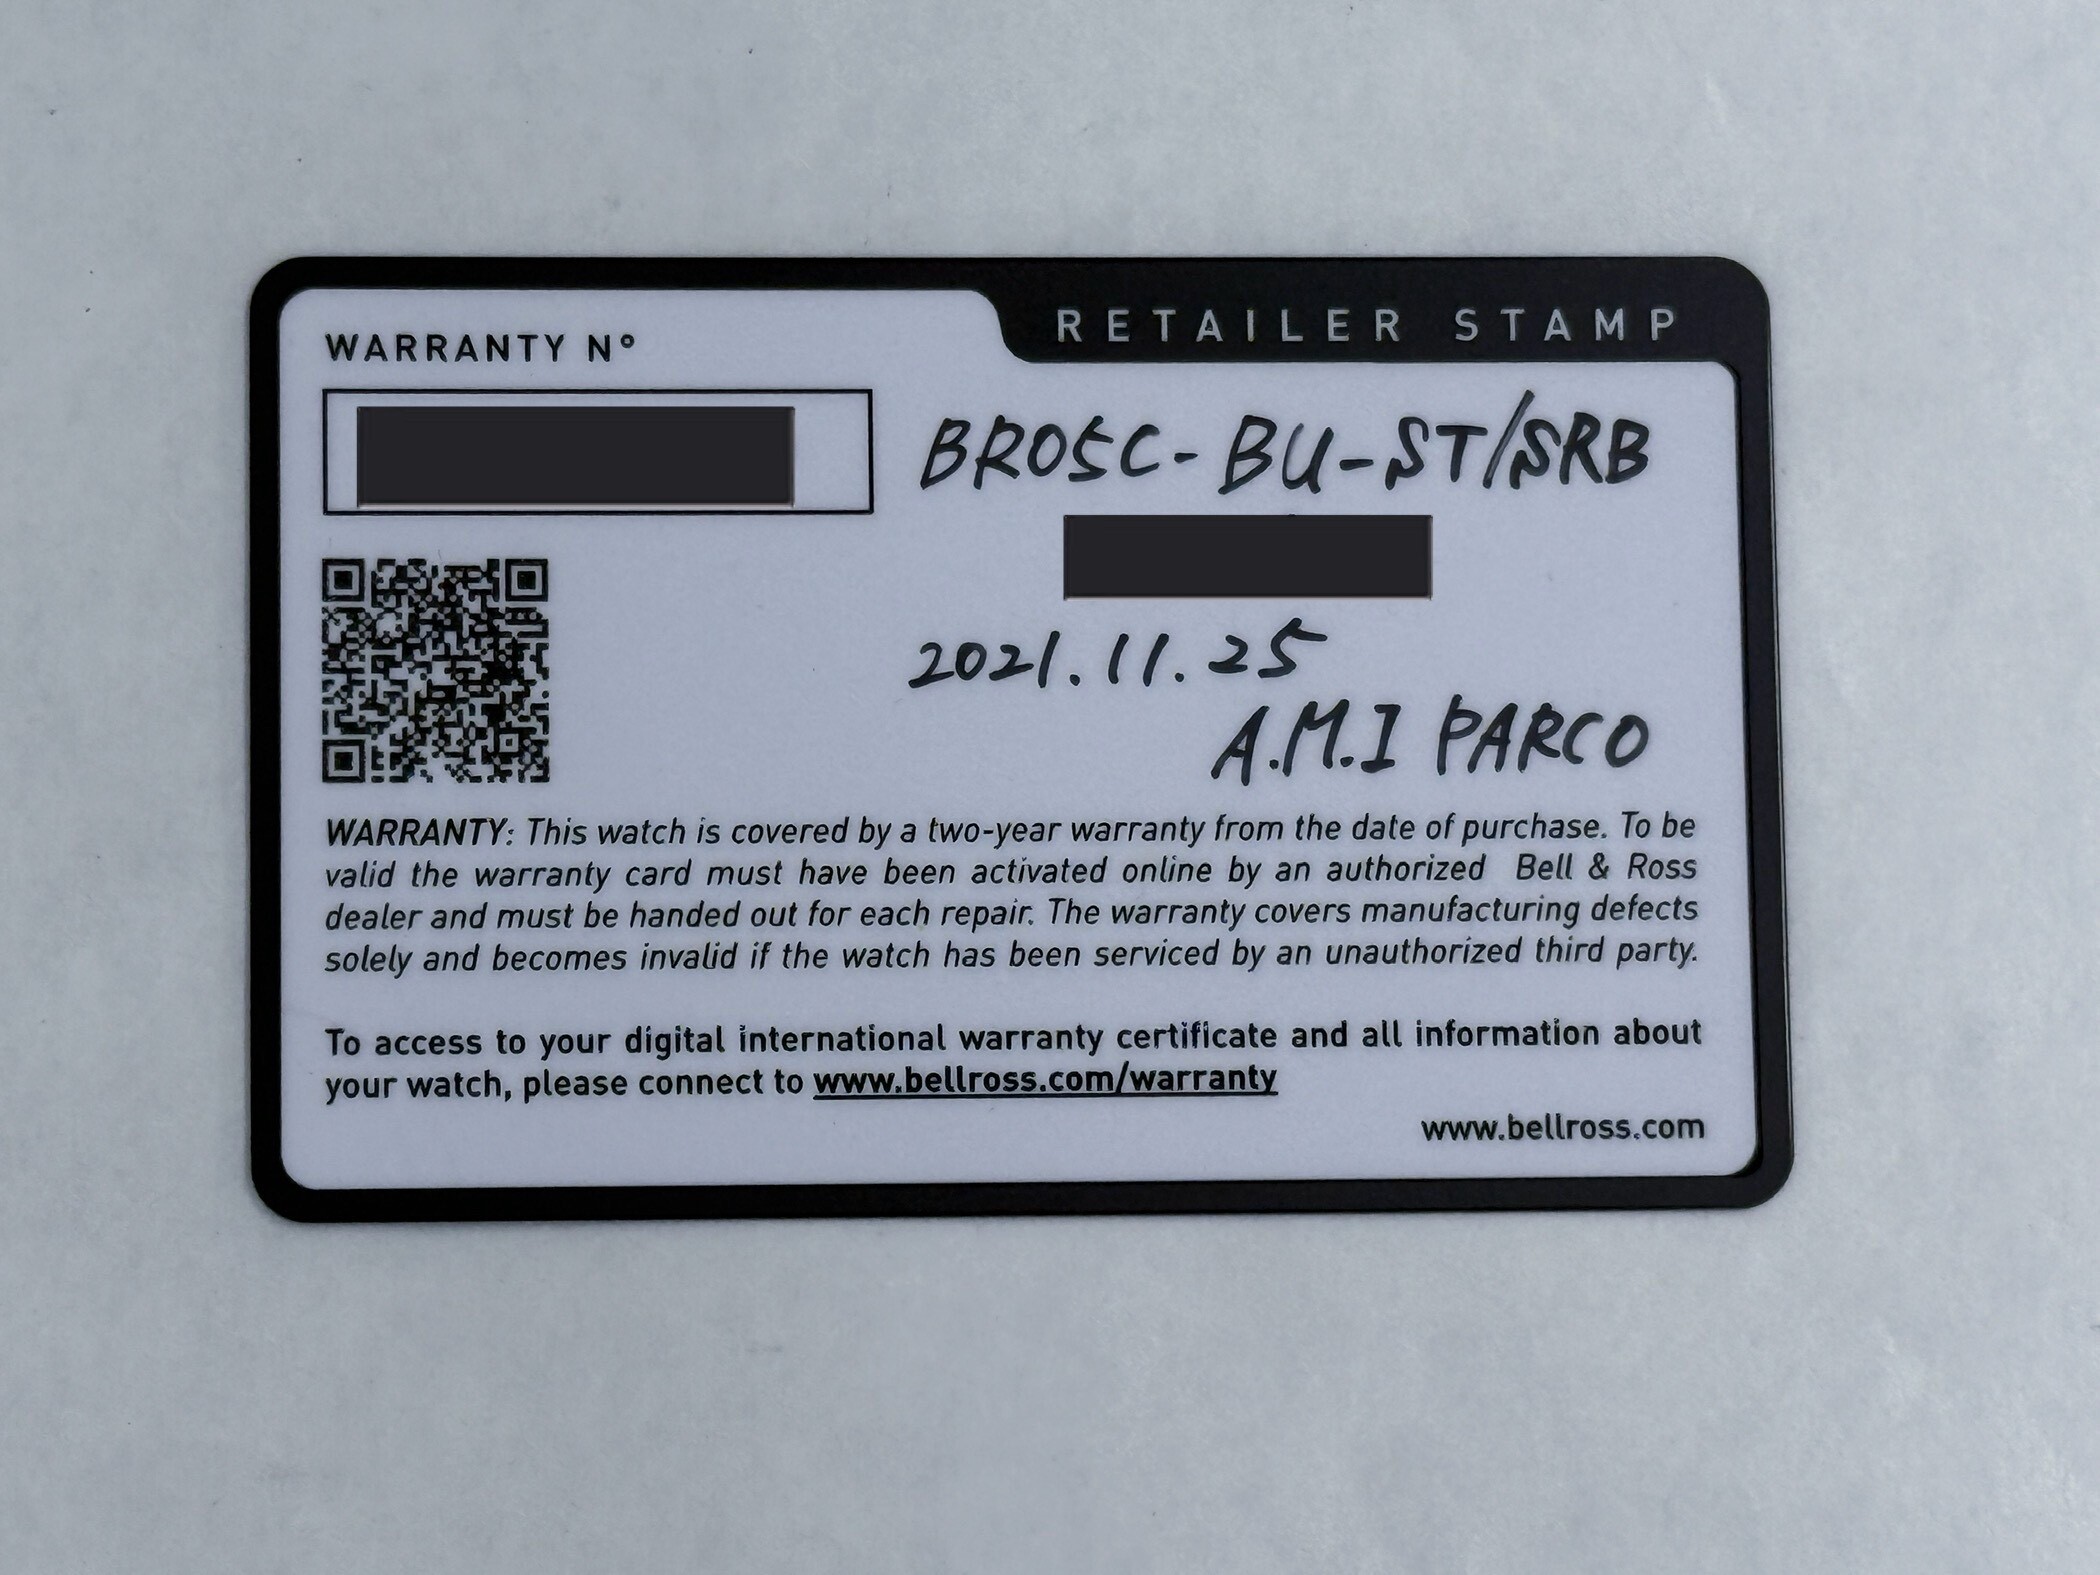 WARRANTY N°
RETAILER STAMP
BR05C-BU-ST/SRB
2021.11.25
A.M.I PARCO
WARRANTY: This watch is covered by a two-year warranty from the date of purchase. To be
valid the warranty card must have been activated online by an authorized Bell & Ross
dealer and must be handed out for each repair. The warranty covers manufacturing defects
solely and becomes invalid if the watch has been serviced by an unauthorized third party.
To access to your digital international warranty certificate and all information about
your watch, please connect to www.bellross.com/warranty
www.bellross.com